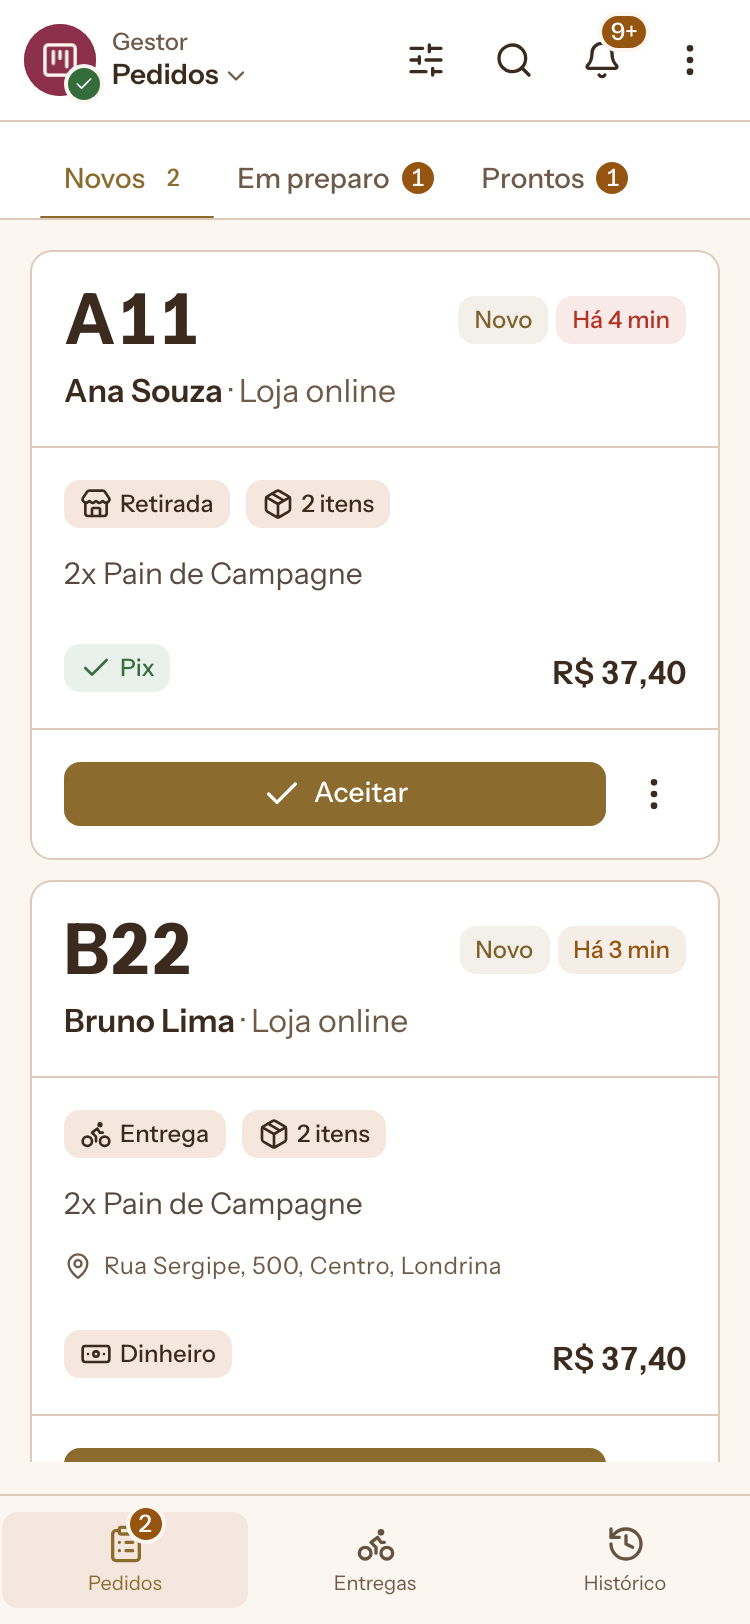 Gestor
Pedidos
9+
Novos 2
Em preparo 1
Prontos 1
A11
Novo
Há 4 min
Ana Souza · Loja online
Retirada
2 itens
2x Pain de Campagne
Pix
R$ 37,40
Aceitar
B22
Novo
Há 3 min
Bruno Lima · Loja online
Entrega
2 itens
2x Pain de Campagne
Rua Sergipe, 500, Centro, Londrina
Dinheiro
R$ 37,40
2
Pedidos
Entregas
Histórico